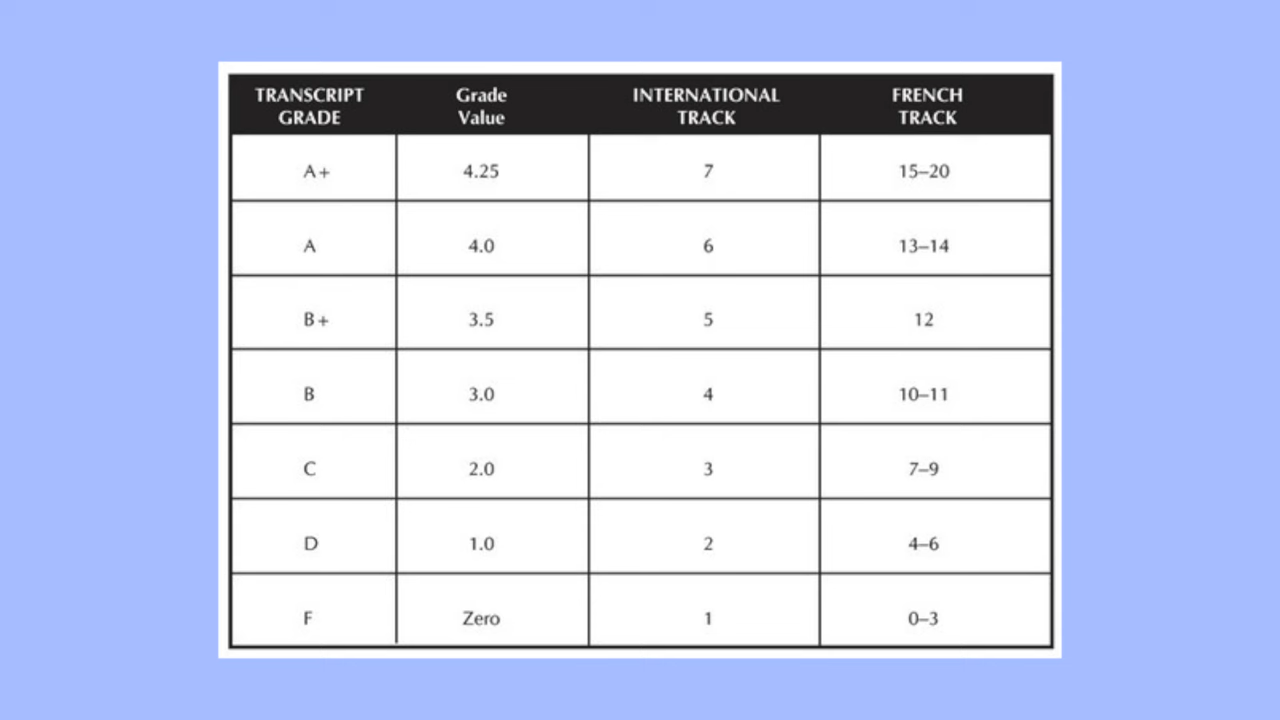 TRANSCRIPT GRADE Grade Value INTERNATIONAL TRACK FRENCH TRACK
A+ 4.25 7 15–20
A 4.0 6 13–14
B+ 3.5 5 12
B 3.0 4 10–11
C 2.0 3 7–9
D 1.0 2 4–6
F Zero 1 0–3